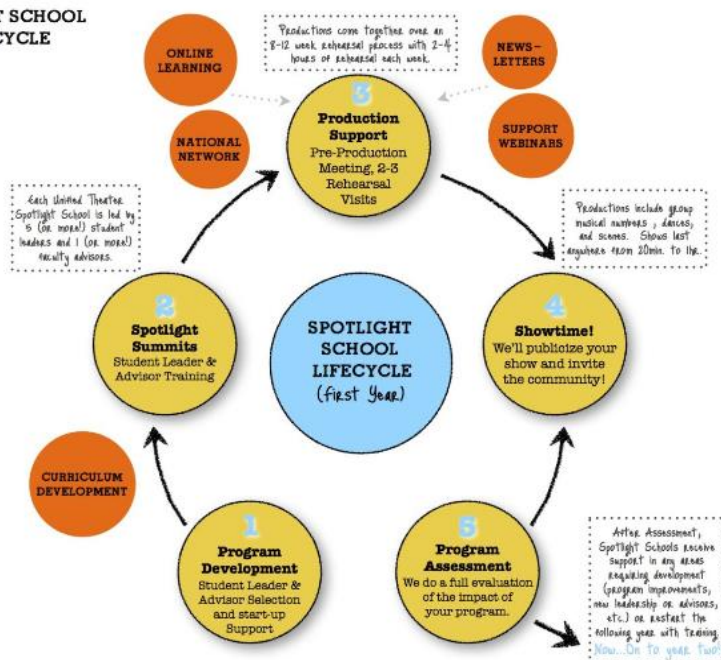 T SCHOOL
CYCLE
Productions come together over an
8-12 week rehearsal process with 2-4
hours of rehearsal each week.
ONLINE
LEARNING
NEWS-
LETTERS
NATIONAL
NETWORK
SUPPORT
WEBINARS
3
Production
Support
Pre-Production
Meeting, 2-3
Rehearsal
Visits
Each Unified Theater
Spotlight School is led by
5 (or more!) student
leaders and 1 (or more!)
faculty advisors.
Productions include group
musical numbers, dances,
and scenes. Shows last
anywhere from 20min. to 1hr.
2
Spotlight
Summits
Student Leader &
Advisor Training
SPOTLIGHT
SCHOOL
LIFECYCLE
(first Year)
4
Showtime!
We'll publicize your
show and invite
the community!
CURRICULUM
DEVELOPMENT
1
Program
Development
Student Leader &
Advisor Selection
and start-up
Support
5
Program
Assessment
We do a full evaluation
of the impact of
your program.
After Assessment,
Spotlight Schools receive
support in any areas
requiring development
(program improvements,
new leadership or advisors,
etc.) or restart the
following year with training.
Now...On to year two!